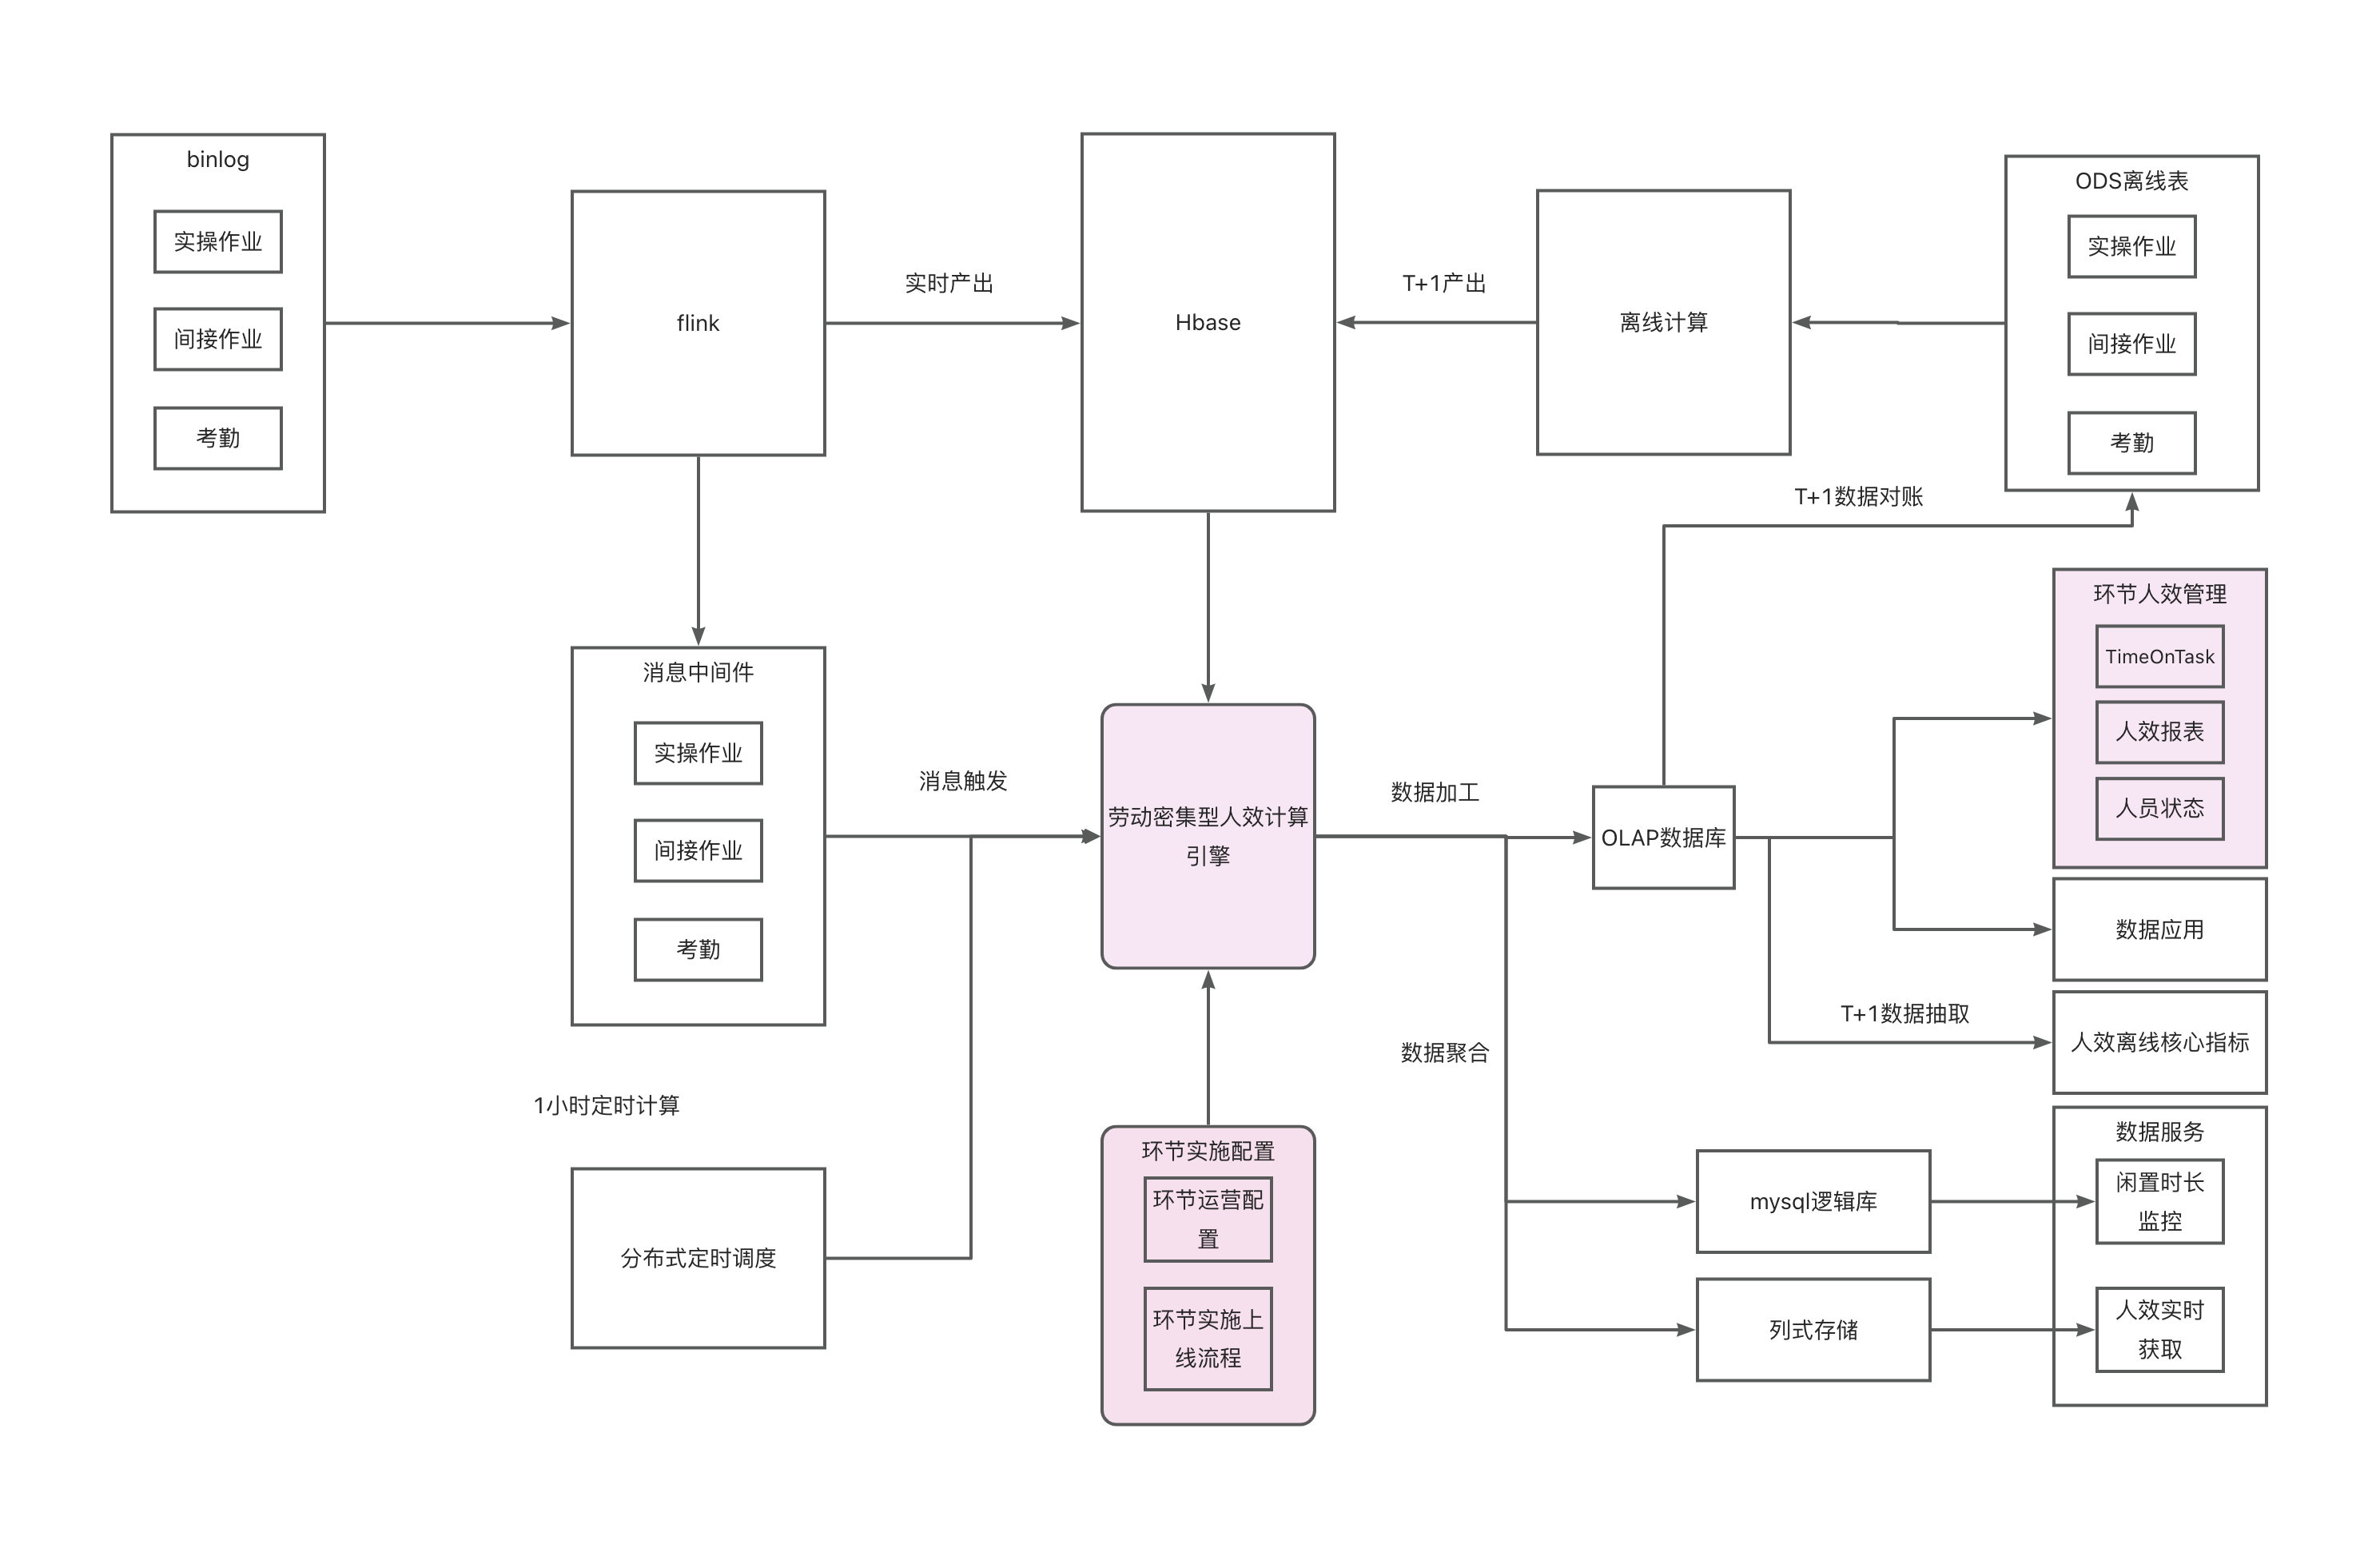 binlog
实操作业
间接作业
考勤
flink
实时产出
Hbase
T+1产出
离线计算
ODS离线表
实操作业
间接作业
考勤
T+1数据对账
消息中间件
实操作业
间接作业
考勤
消息触发
劳动密集型人效计算
引擎
数据加工
OLAP数据库
环节人效管理
TimeOnTask
人效报表
人员状态
数据应用
T+1数据抽取
人效离线核心指标
数据聚合
1小时定时计算
分布式定时调度
环节实施配置
环节运营配
置
环节实施上
线流程
mysql逻辑库
列式存储
数据服务
闲置时长
监控
人效实时
获取